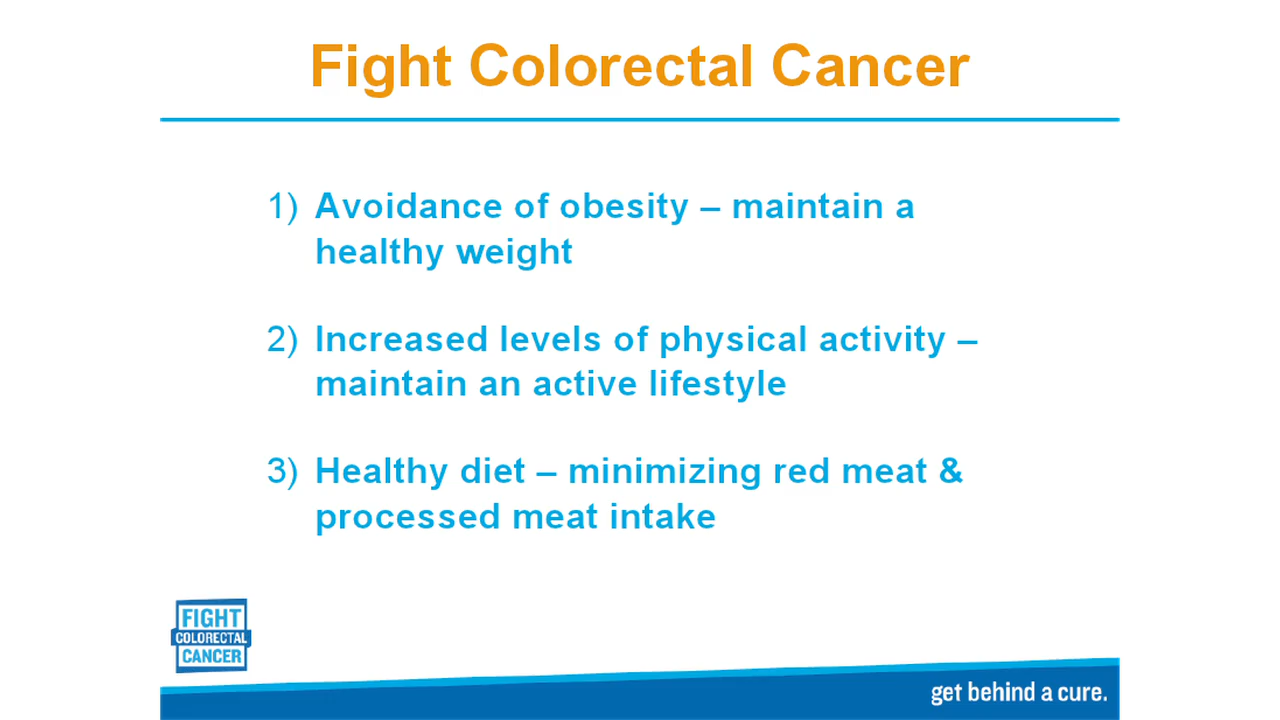 Fight Colorectal Cancer
1) Avoidance of obesity – maintain a
healthy weight
2) Increased levels of physical activity –
maintain an active lifestyle
3) Healthy diet – minimizing red meat &
processed meat intake
FIGHT
COLORECTAL
CANCER
get behind a cure.